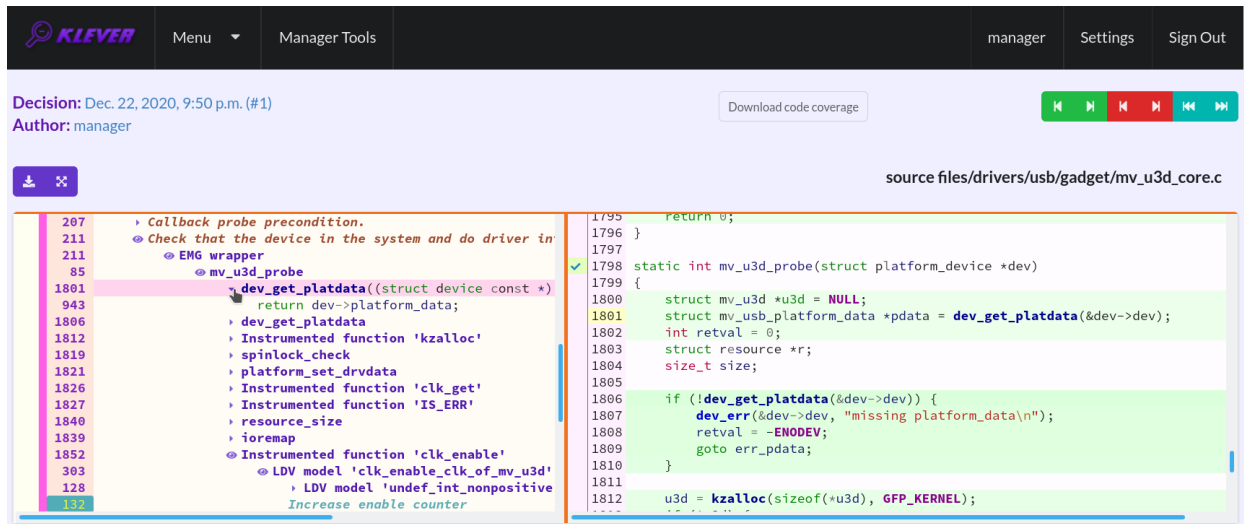 KLEVER Menu Manager Tools manager Settings Sign Out
Decision: Dec. 22, 2020, 9:50 p.m. (#1)
Download code coverage
Author: manager
source files/drivers/usb/gadget/mv_u3d_core.c
207 Callback probe precondition.
211 Check that the device in the system and do driver in
211 EMG wrapper
85 mv_u3d_probe
1801 dev_get_platdata((struct device const *)
943 return dev->platform_data;
1806 dev_get_platdata
1812 Instrumented function 'kzalloc'
1819 spinlock_check
1821 platform_set_drvdata
1826 Instrumented function 'clk_get'
1827 Instrumented function 'IS_ERR'
1840 resource_size
1839 ioremap
1852 Instrumented function 'clk_enable'
303 LDV model 'clk_enable_clk_of_mv_u3d'
128 LDV model 'undef_int_nonpositive
132 Increase enable counter
1795 return 0;
1796 }
1797
1798 static int mv_u3d_probe(struct platform_device *dev)
1799 {
1800 struct mv_u3d *u3d = NULL;
1801 struct mv_usb_platform_data *pdata = dev_get_platdata(&dev->dev);
1802 int retval = 0;
1803 struct resource *r;
1804 size_t size;
1805
1806 if (!dev_get_platdata(&dev->dev)) {
1807 dev_err(&dev->dev, "missing platform_data\n");
1808 retval = -ENODEV;
1809 goto err_pdata;
1810 }
1811
1812 u3d = kzalloc(sizeof(*u3d), GFP_KERNEL);